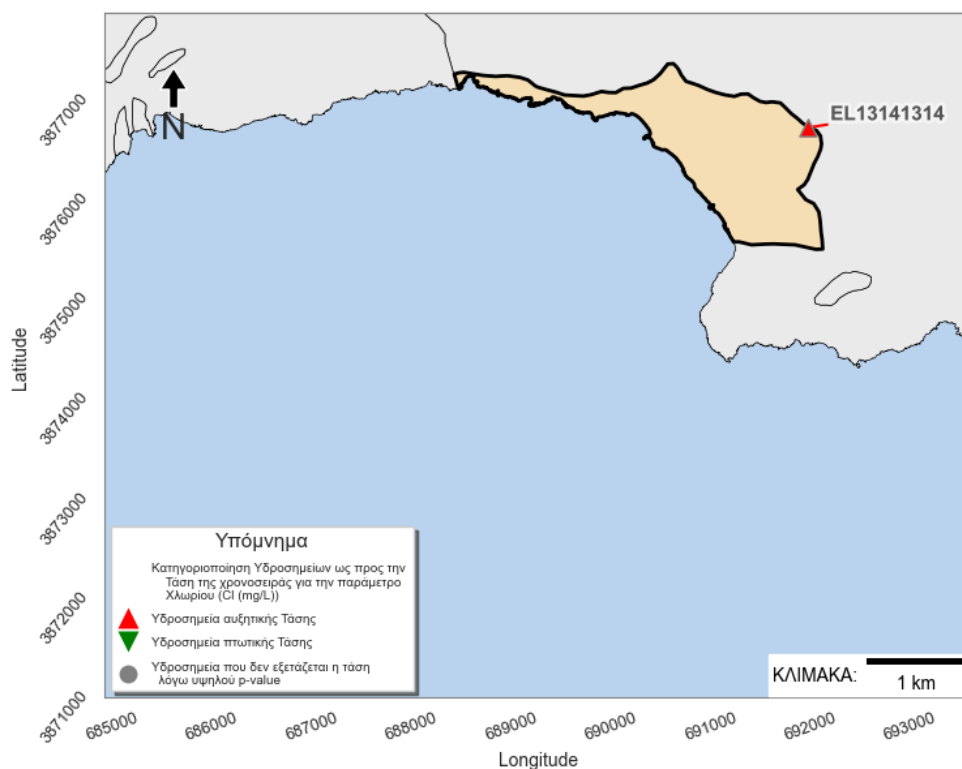 EL13141314
N
3877000
3876000
3875000
3874000
3873000
3872000
3871000
Latitude
Υπόμνημα
Κατηγοριοποίηση Υδροσημείων ως προς την
Τάση της χρονοσειράς για την παράμετρο
Χλωρίου (Cl (mg/L))
Υδροσημεία αυξητικής Τάσης
Υδροσημεία πτωτικής Τάσης
Υδροσημεία που δεν εξετάζεται η τάση
λόγω υψηλού p-value
ΚΛΙΜΑΚΑ:
1 km
685000
686000
687000
688000
689000
690000
691000
692000
693000
Longitude